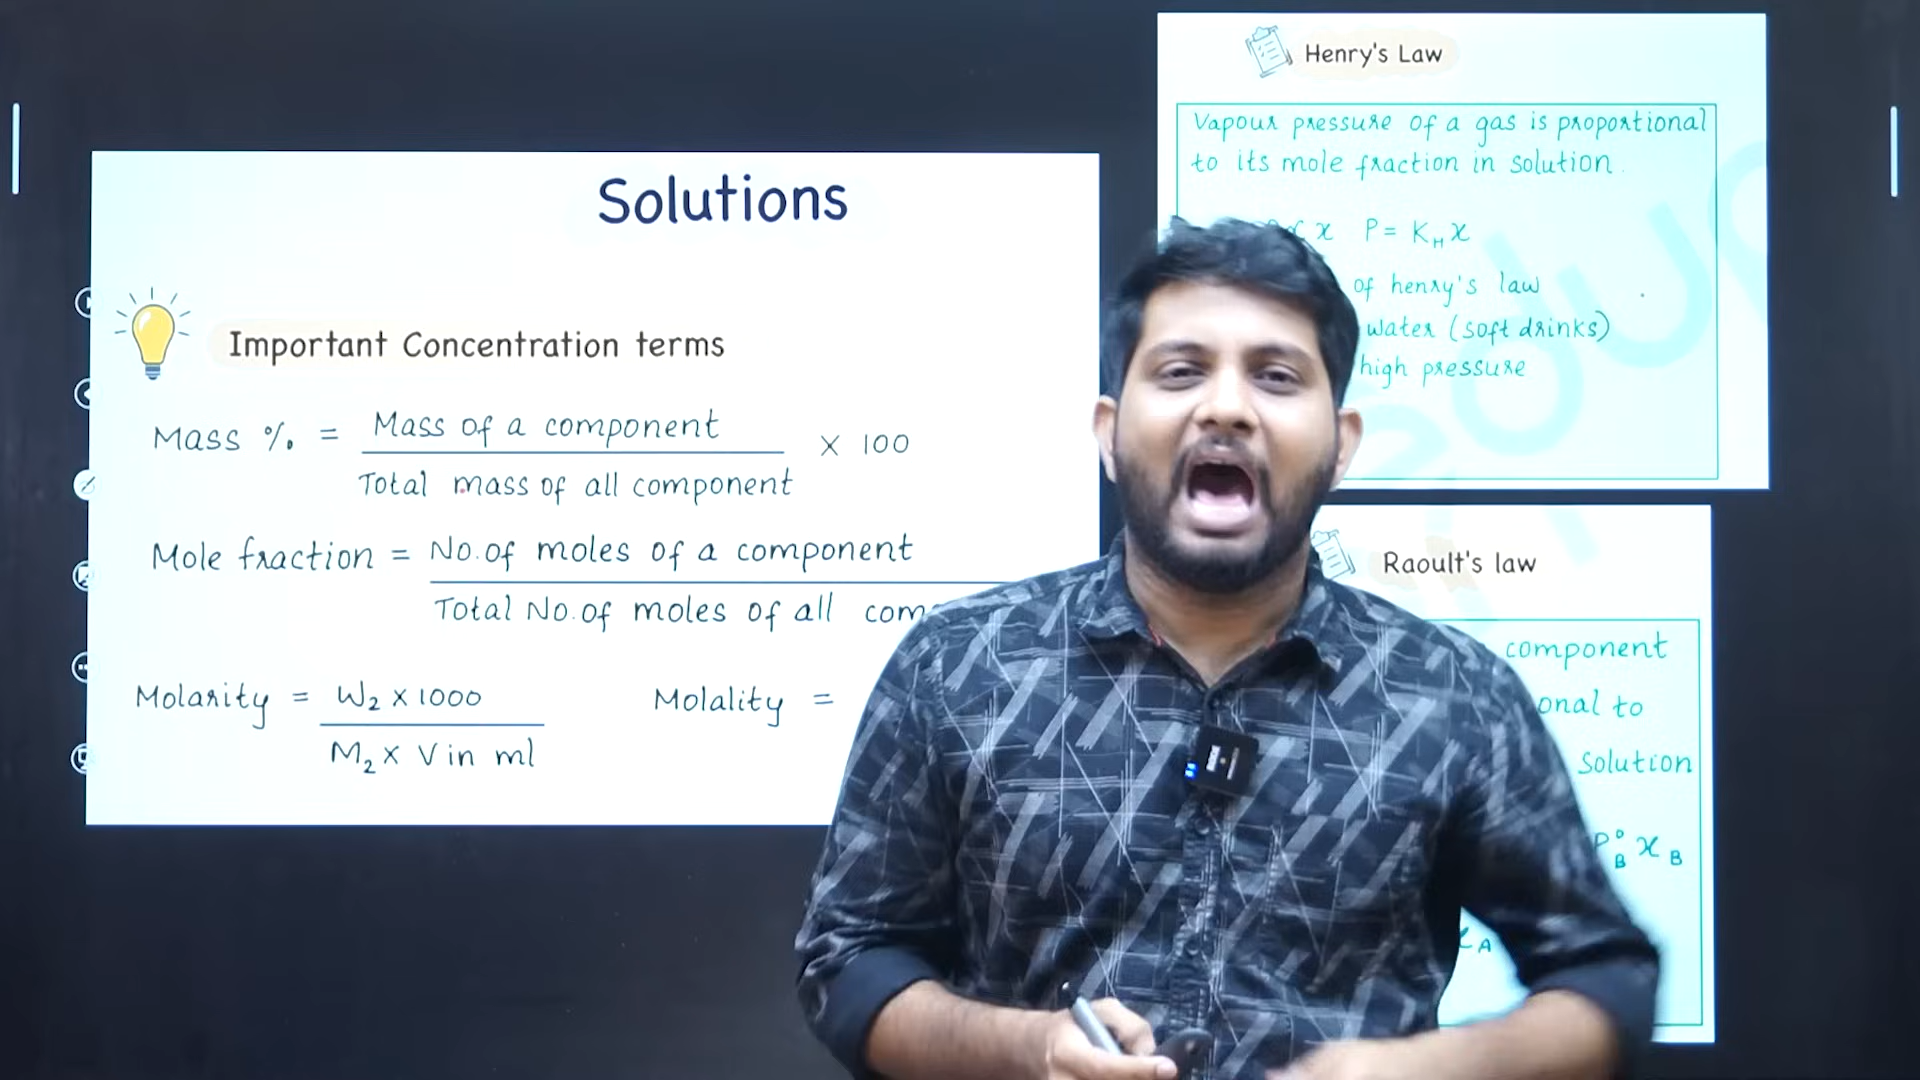 Solutions
Important Concentration terms
Mass % = Mass of a component × 100
Total mass of all component
Mole fraction = No. of moles of a component
Total No. of moles of all
Molarity = W₂ × 1000
M₂ × V in ml
Molality =
Henry's Law
Vapour pressure of a gas is proportional
to its mole fraction in solution.
x P = K_H x
of henry's law
water (soft drinks)
high pressure
Raoult's law
component
to
Solution
P°_B x_B
A